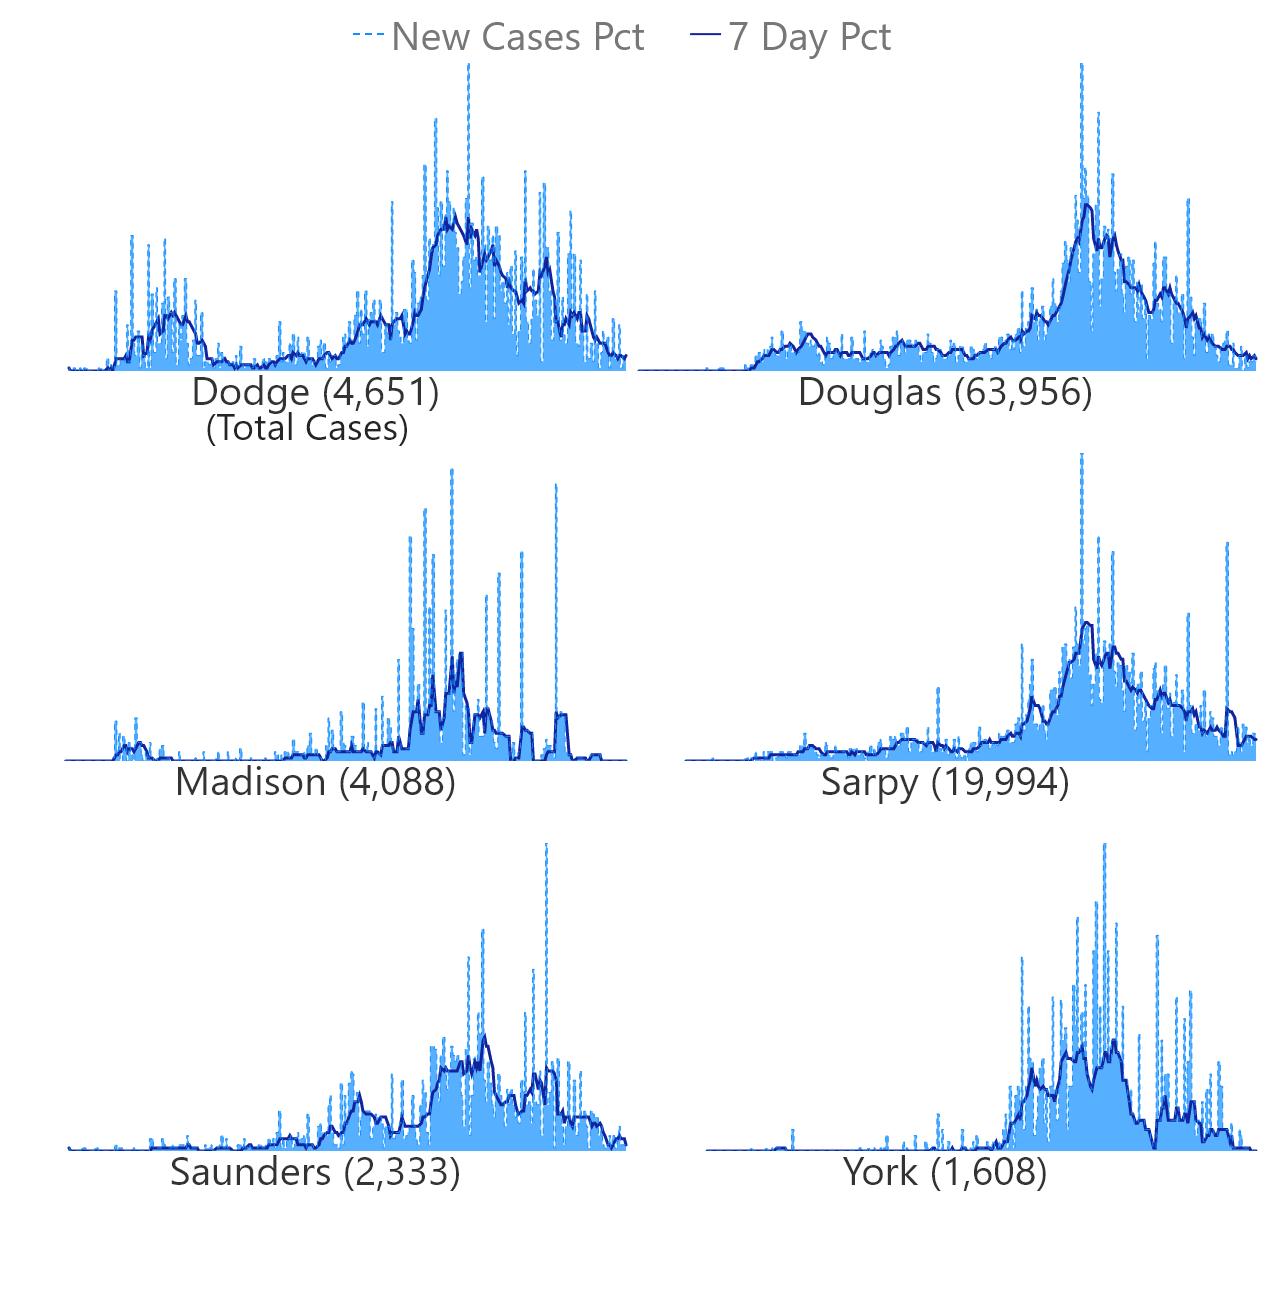 New Cases Pct 7 Day Pct
Dodge (4,651) Douglas (63,956)
(Total Cases)
Madison (4,088) Sarpy (19,994)
Saunders (2,333) York (1,608)